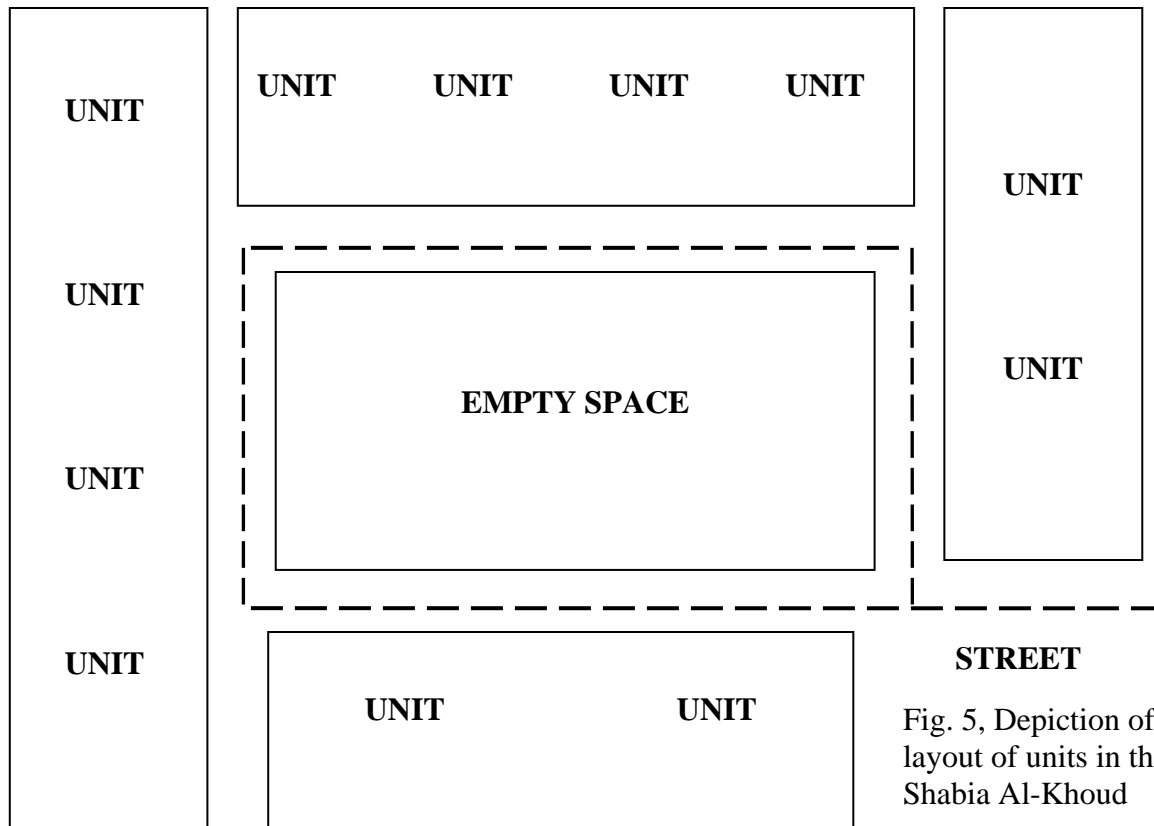 UNIT UNIT UNIT UNIT
UNIT
UNIT
UNIT
EMPTY SPACE
UNIT
UNIT
UNIT
UNIT UNIT
STREET
Fig. 5, Depiction of
layout of units in th
Shabia Al-Khoud